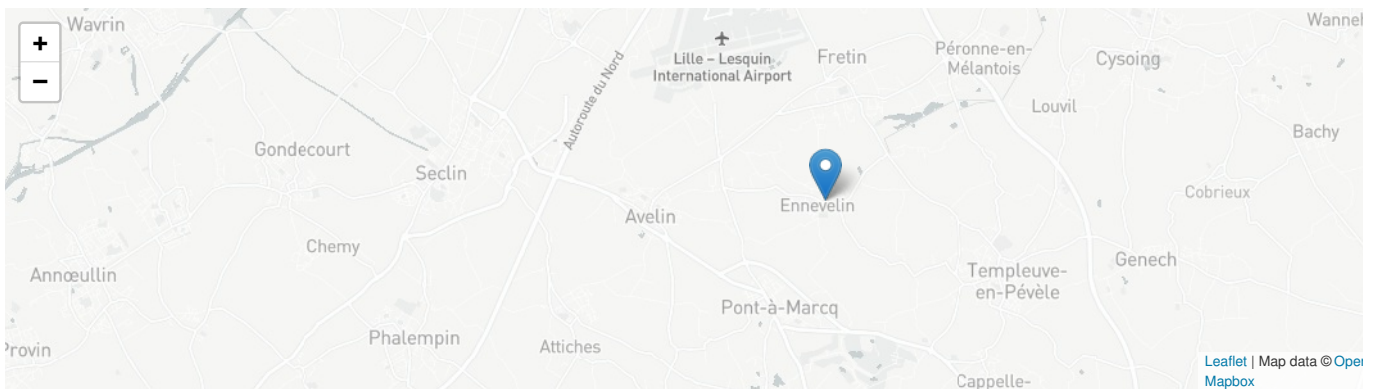 +
−
Wavrin
Lille – Lesquin
International Airport
Fretin
Péronne-en-
Mélantois
Cysoing
Wannel
Autoroute du Nord
Louvil
Bachy
Gondecourt
Seclin
Cobrieux
Avelin
Ennevelin
Chemy
Annœullin
Genech
Templeuve-
en-Pévèle
Pont-à-Marcq
Phalempin
Attiches
Provin
Cappelle-
Leaflet | Map data © Oper
Mapbox